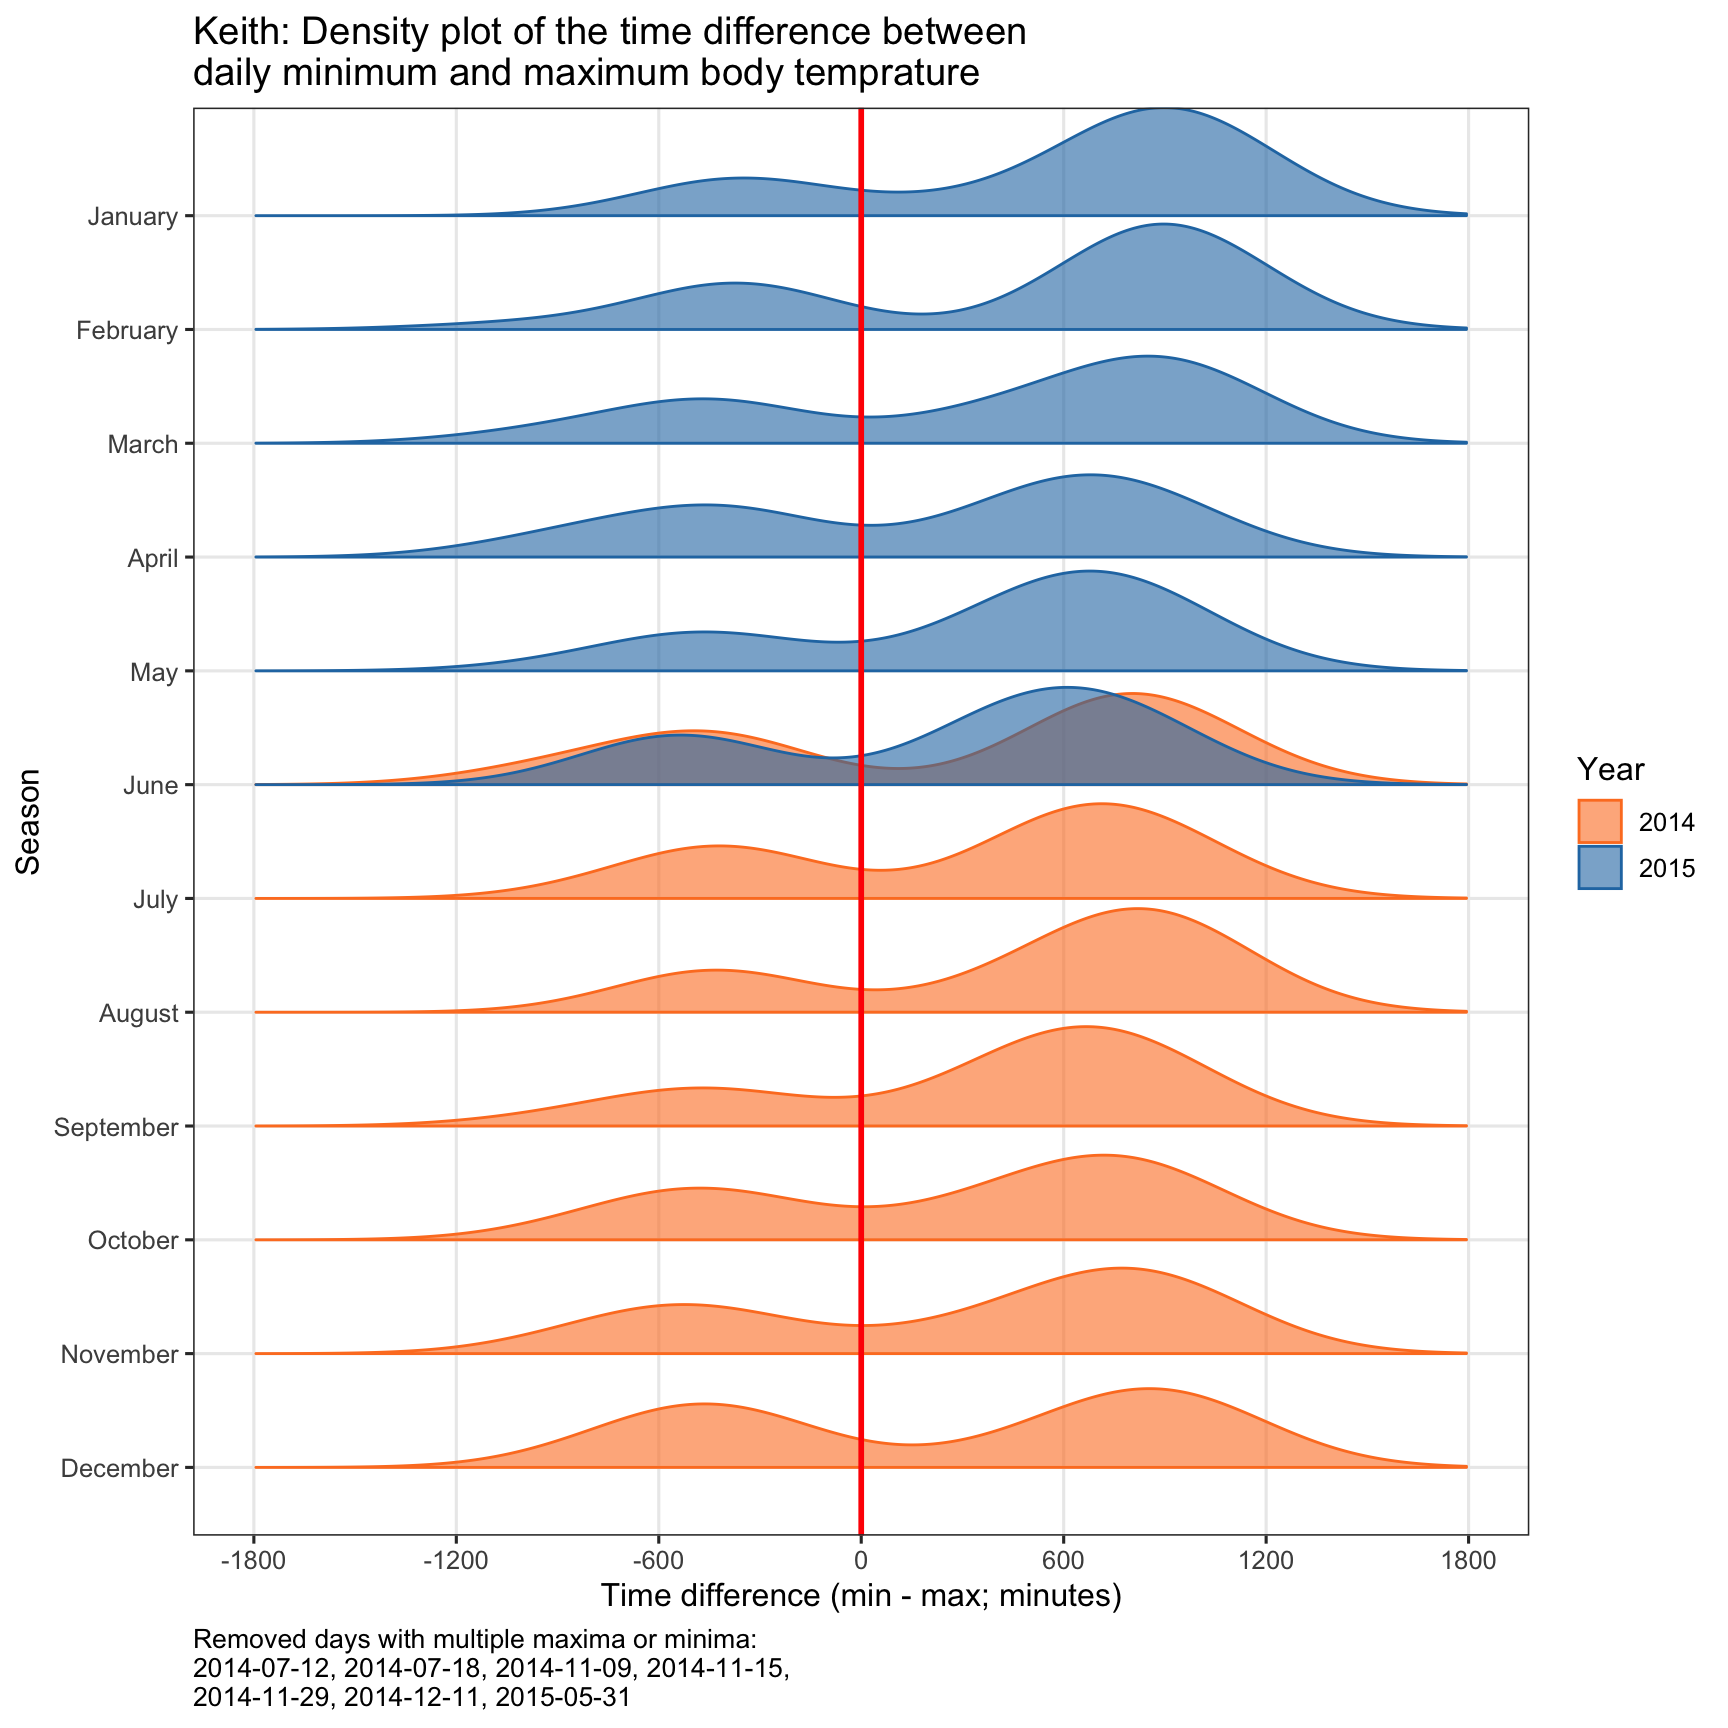 Keith: Density plot of the time difference between
daily minimum and maximum body temprature
January
February
March
April
May
June
July
August
September
October
November
December
Season
-1800 -1200 -600 0 600 1200 1800
Time difference (min - max; minutes)
Year
2014
2015
Removed days with multiple maxima or minima:
2014-07-12, 2014-07-18, 2014-11-09, 2014-11-15,
2014-11-29, 2014-12-11, 2015-05-31